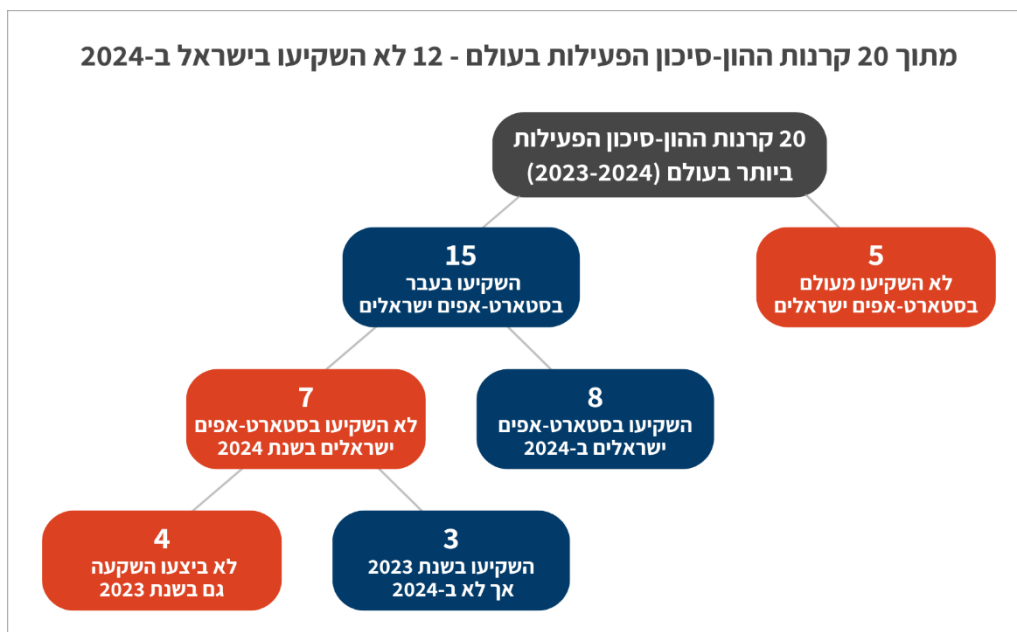 מתוך 20 קרנות ההון-סיכון הפעילות בעולם - 12 לא השקיעו בישראל ב-2024
20 קרנות ההון-סיכון הפעילות
ביותר בעולם (2023-2024)
5
לא השקיעו מעולם
בסטארט-אפים ישראלים
15
השקיעו בעבר
בסטארט-אפים ישראלים
8
השקיעו בסטארט-אפים
ישראלים ב-2024
7
לא השקיעו בסטארט-אפים
ישראלים בשנת 2024
3
השקיעו בשנת 2023
אך לא ב-2024
4
לא ביצעו השקעה
גם בשנת 2023